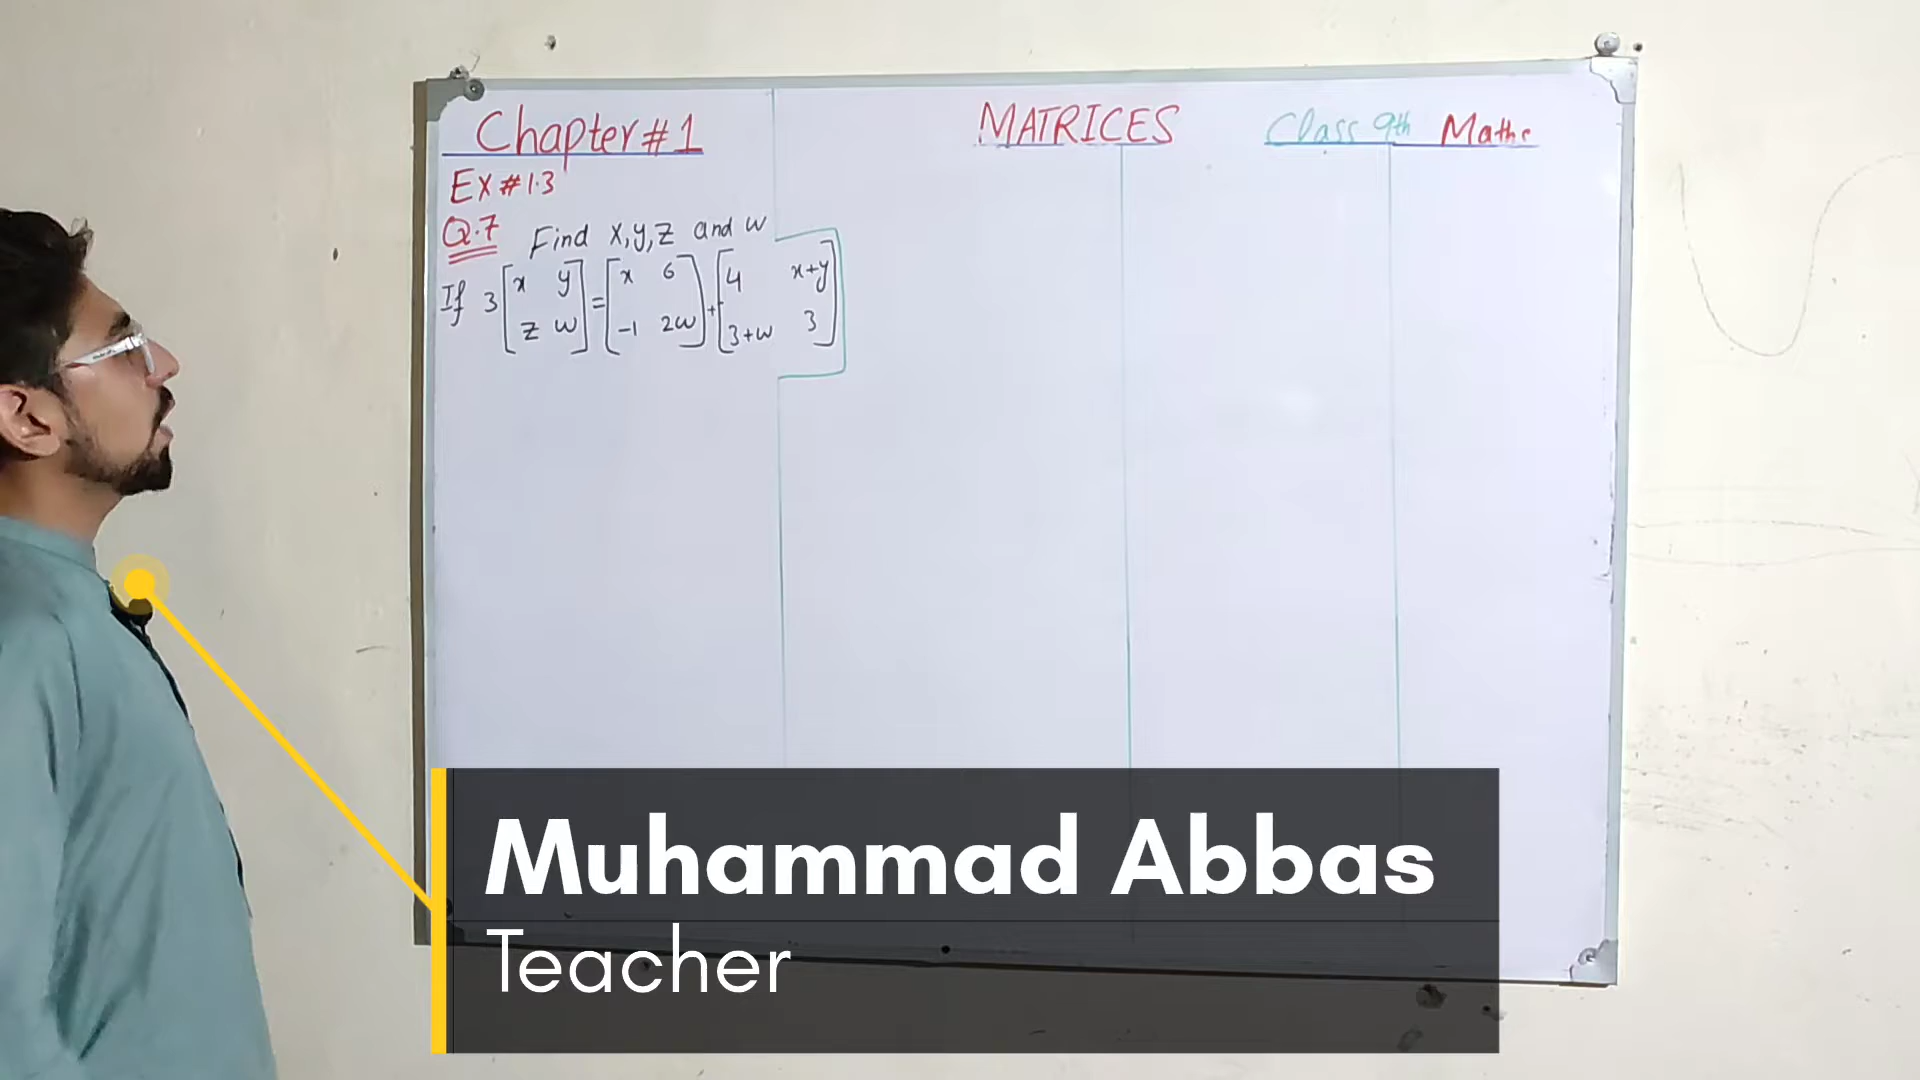 Chapter # 1
MATRICES
Class 9th Maths
EX # 1.3
Q.7 Find x,y,z and w
If 3 [x y = [x 6 + [4 x+y
z w] -1 2w] 3+w 3]
Muhammad Abbas
Teacher